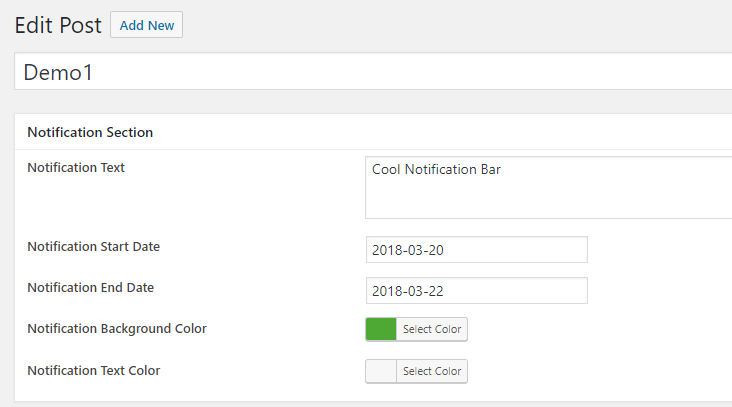 Edit Post Add New
Demo1
Notification Section
Notification Text Cool Notification Bar
Notification Start Date 2018-03-20
Notification End Date 2018-03-22
Notification Background Color Select Color
Notification Text Color Select Color